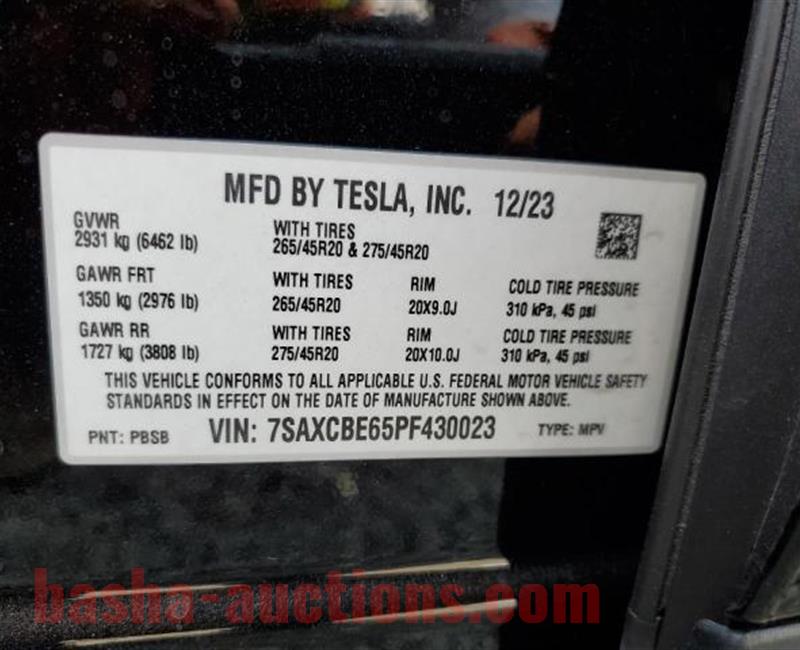 MFD BY TESLA, INC. 12/23
GVWR
2931 kg (6462 lb)
WITH TIRES
265/45R20 & 275/45R20
GAWR FRT
1350 kg (2976 lb)
WITH TIRES
265/45R20
RIM
20X9.0J
COLD TIRE PRESSURE
310 kPa, 45 psi
GAWR RR
1727 kg (3808 lb)
WITH TIRES
275/45R20
RIM
20X10.0J
COLD TIRE PRESSURE
310 kPa, 45 psi
THIS VEHICLE CONFORMS TO ALL APPLICABLE U.S. FEDERAL MOTOR VEHICLE SAFETY
STANDARDS IN EFFECT ON THE DATE OF MANUFACTURE SHOWN ABOVE.
PNT: PBSB VIN: 7SAXCBE65PF430023 TYPE: MPV
basha-auctions.com